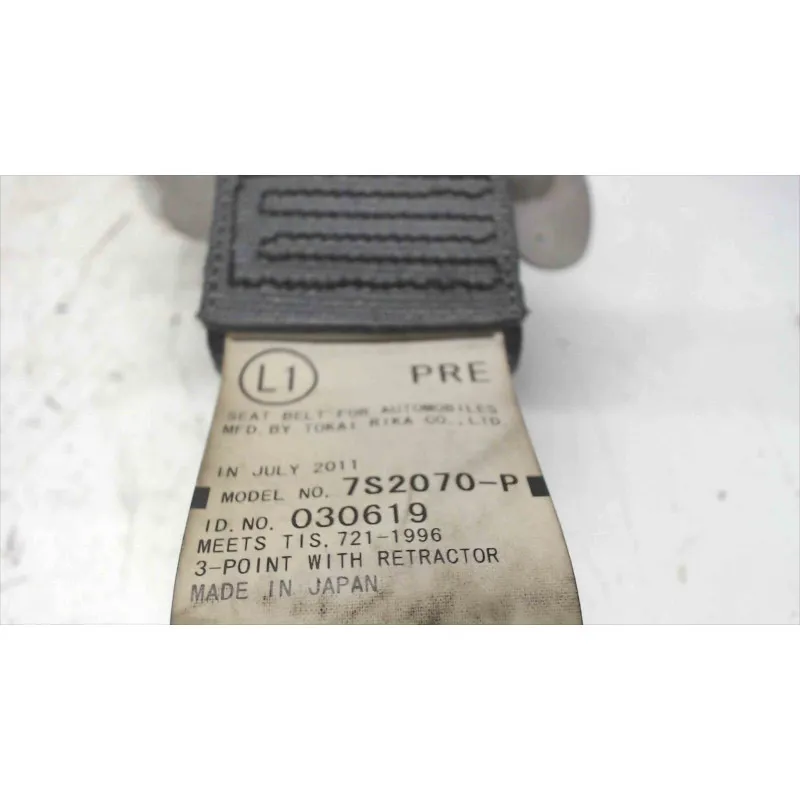 L1 PRE
SEAT BELT FOR AUTOMOBILES
MFD. BY TOKAI RIKA CO., LTD.
IN JULY 2011
MODEL NO. 7S2070-P
ID. NO. 030619
MEETS TIS. 721-1996
3-POINT WITH RETRACTOR
MADE IN JAPAN